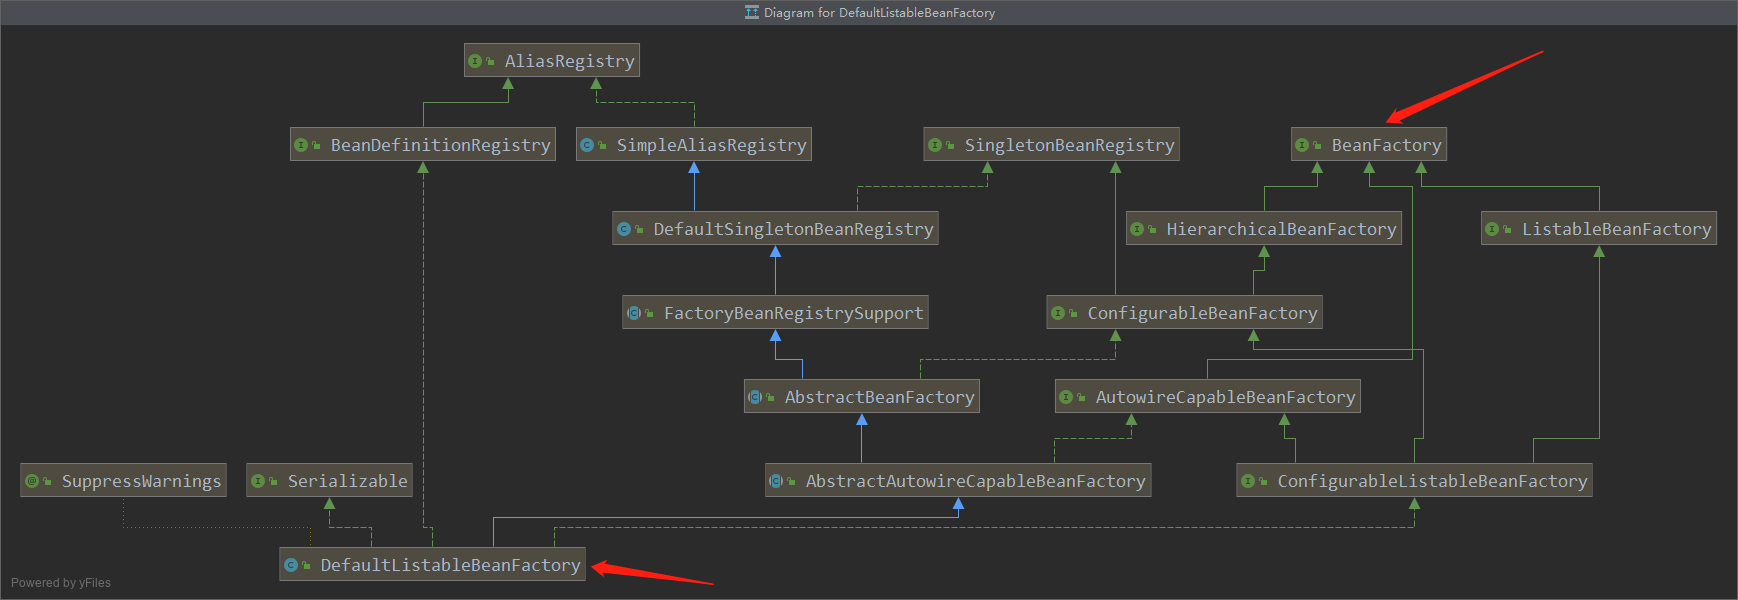 Diagram for DefaultListableBeanFactory
AliasRegistry
BeanDefinitionRegistry
SimpleAliasRegistry
SingletonBeanRegistry
BeanFactory
DefaultSingletonBeanRegistry
HierarchicalBeanFactory
ListableBeanFactory
FactoryBeanRegistrySupport
ConfigurableBeanFactory
AbstractBeanFactory
AutowireCapableBeanFactory
SuppressWarnings
Serializable
AbstractAutowireCapableBeanFactory
ConfigurableListableBeanFactory
DefaultListableBeanFactory
Powered by yFiles